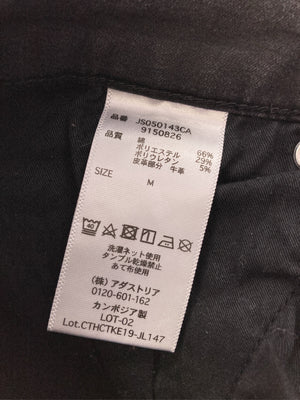 品番 JS050143CA
9150826
品質 綿 66%
ポリエステル 29%
ポリウレタン 5%
皮革部分 牛革
SIZE M
40
洗濯ネット使用
タンブル乾燥禁止
あて布使用
(株) アダストリア
0120-601-162
カンボジア製
LOT-02
Lot.CTHCTKE19-JL147